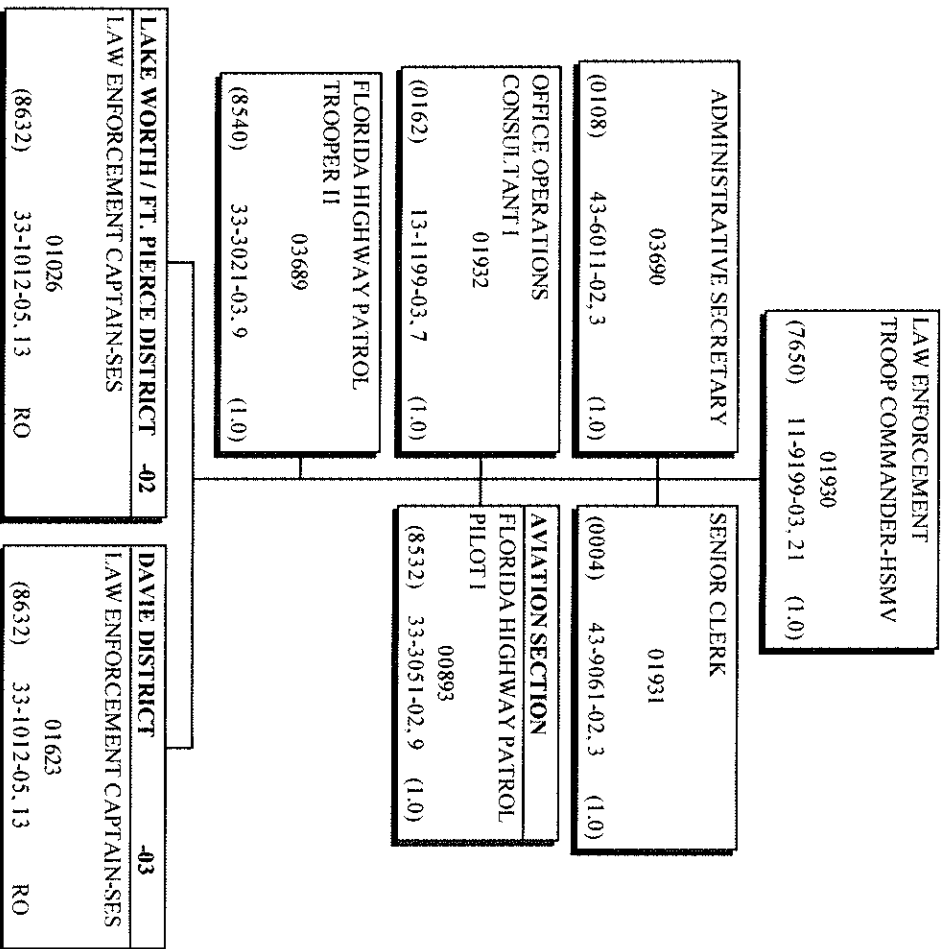 LAW ENFORCEMENT
TROOP COMMANDER-HSMV
01930
(7650) 11-9199-03, 21 (1.0)
ADMINISTRATIVE SECRETARY
03690
(0108) 43-6011-02, 3 (1.0)
SENIOR CLERK
01931
(0004) 43-9061-02, 3 (1.0)
OFFICE OPERATIONS
CONSULTANT I
01932
(0162) 13-1199-03, 7 (1.0)
AVIATION SECTION
FLORIDA HIGHWAY PATROL
PILOT I
00893
(8532) 33-3051-02, 9 (1.0)
FLORIDA HIGHWAY PATROL
TROOPER II
03689
(8540) 33-3021-03, 9 (1.0)
LAKE WORTH / FT. PIERCE DISTRICT -02
LAW ENFORCEMENT CAPTAIN-SES
01026
(8632) 33-1012-05, 13 RO
DAVIE DISTRICT -03
LAW ENFORCEMENT CAPTAIN-SES
01623
(8632) 33-1012-05, 13 RO